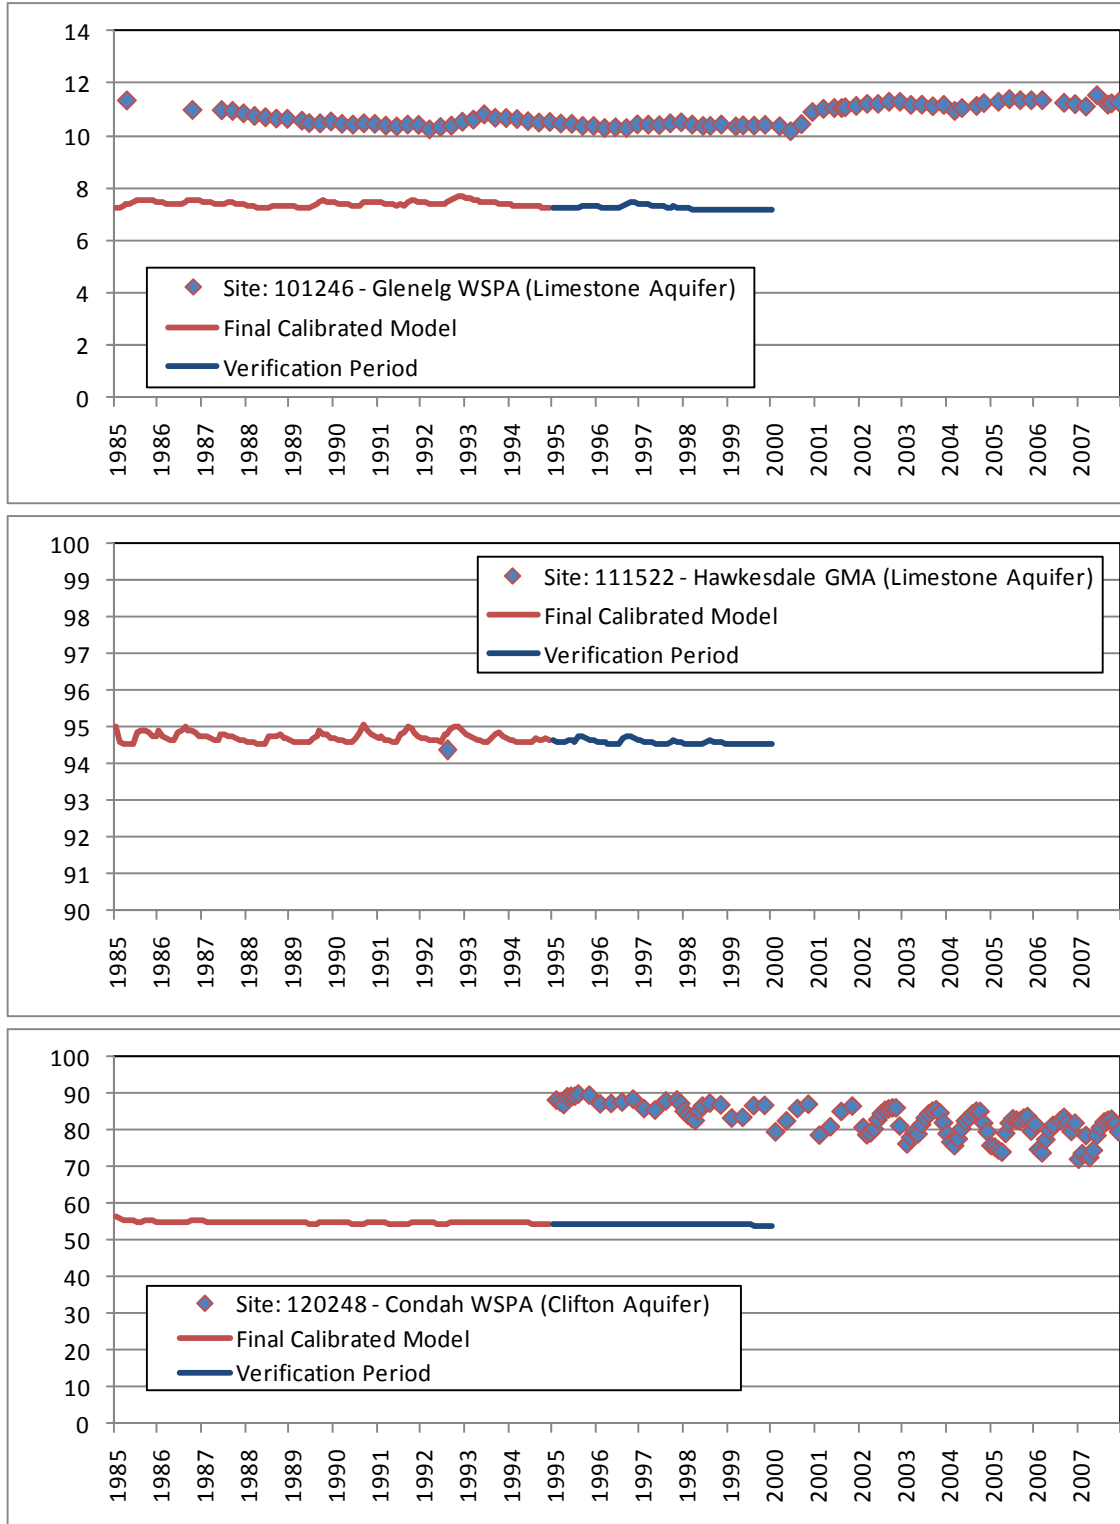 14
12
10
8
6
4
2
0
Site: 101246 - Glenelg WSPA (Limestone Aquifer)
Final Calibrated Model
Verification Period
1985 1986 1987 1988 1989 1990 1991 1992 1993 1994 1995 1996 1997 1998 1999 2000 2001 2002 2003 2004 2005 2006 2007
100
99
98
97
96
95
94
93
92
91
90
Site: 111522 - Hawkesdale GMA (Limestone Aquifer)
Final Calibrated Model
Verification Period
1985 1986 1987 1988 1989 1990 1991 1992 1993 1994 1995 1996 1997 1998 1999 2000 2001 2002 2003 2004 2005 2006 2007
100
90
80
70
60
50
40
30
20
10
0
Site: 120248 - Condah WSPA (Clifton Aquifer)
Final Calibrated Model
Verification Period
1985 1986 1987 1988 1989 1990 1991 1992 1993 1994 1995 1996 1997 1998 1999 2000 2001 2002 2003 2004 2005 2006 2007